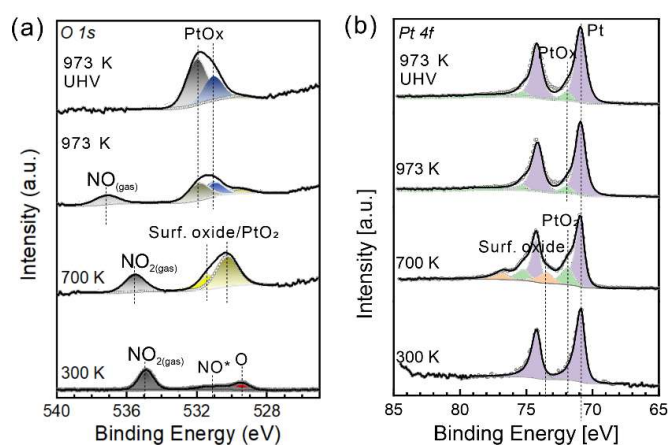 (a)
O 1s
PtOx
973 K
UHV
973 K
NO(gas)
Surf. oxide/PtO₂
700 K
NO2(gas)
300 K
NO2(gas)
NO*
O
540 536 532 528
Binding Energy (eV)
Intensity (a.u.)
(b)
Pt 4f
Pt
973 K
UHV
PtOx
973 K
PtO₂
Surf. oxide
700 K
300 K
85 80 75 70 65
Binding Energy [eV]
Intensity [a.u.]